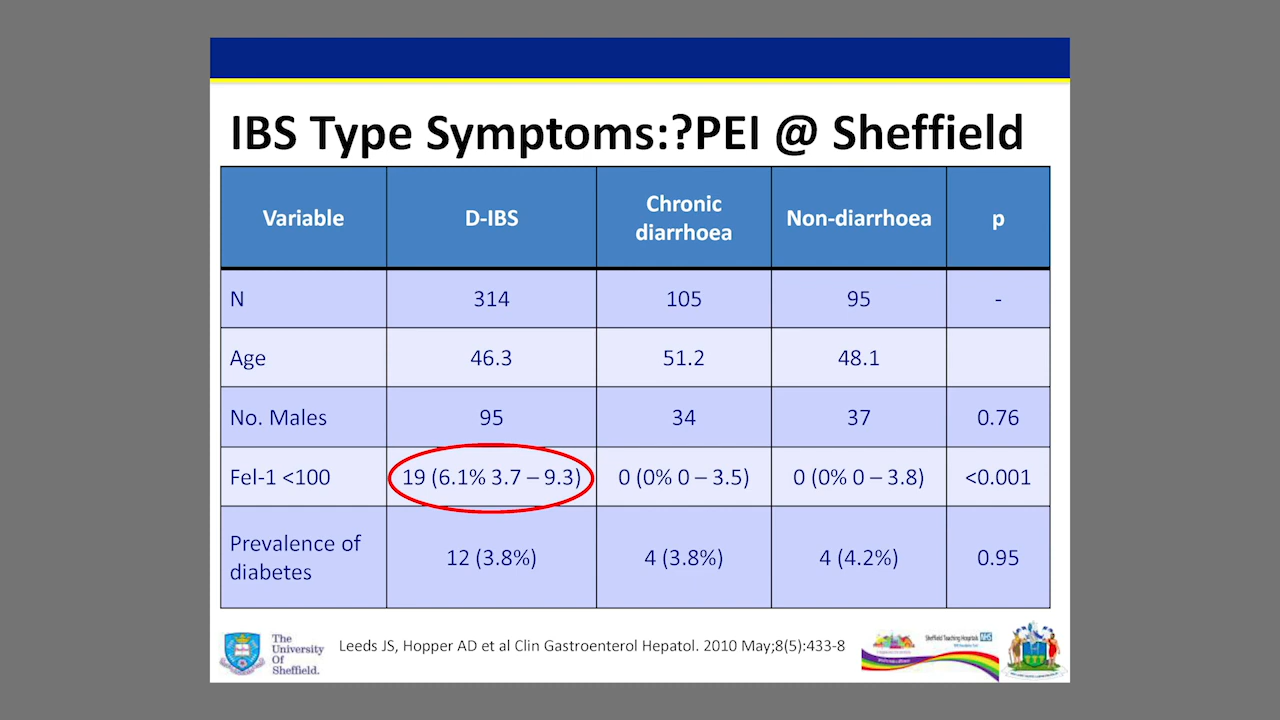 IBS Type Symptoms:?PEI @ Sheffield
Variable D-IBS Chronic diarrhoea Non-diarrhoea p
N 314 105 95 -
Age 46.3 51.2 48.1
No. Males 95 34 37 0.76
Fel-1 <100 19 (6.1% 3.7 – 9.3) 0 (0% 0 – 3.5) 0 (0% 0 – 3.8) <0.001
Prevalence of diabetes 12 (3.8%) 4 (3.8%) 4 (4.2%) 0.95
The
University
Of
Sheffield.
Leeds JS, Hopper AD et al Clin Gastroenterol Hepatol. 2010 May;8(5):433-8
Sheffield Teaching Hospitals NHS